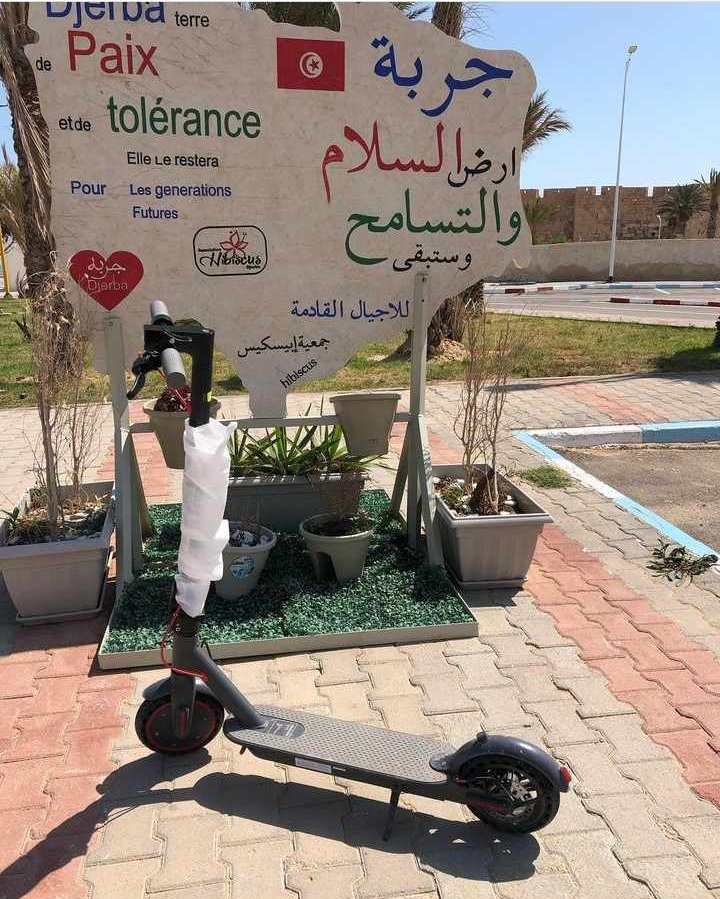 Djerba terre
de Paix
et de tolérance
Elle Le restera
Pour Les generations
Futures
Hibiscus
جربة
Djerba
جربة
ارض السلام
والتسامح
وستبقى
للاجيال القادمة
جمعية إيبسكيس
hibiscus